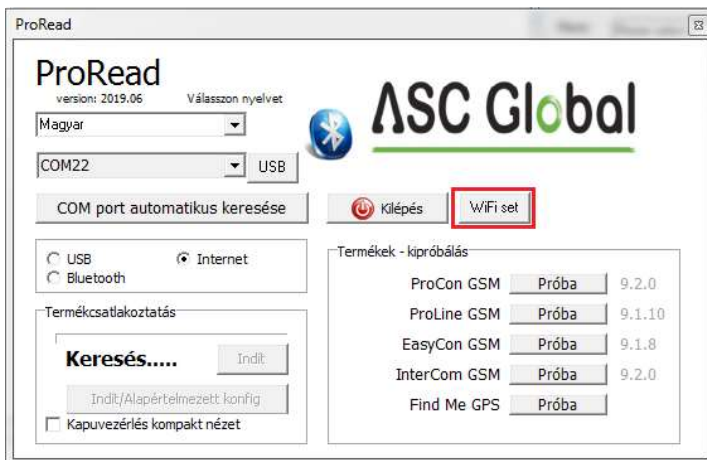 ProRead
ProRead
version: 2019.06
Válasszon nyelvet
Magyar
COM22
USB
ASC Global
COM port automatikus keresése
Kilépés
WiFi set
USB
Internet
Bluetooth
Termékcsatlakoztatás
Keresés.....
Indít
Indít/Alapértelmezett konfig
Kapuvezérlés kompakt nézet
Termékek - kipróbálás
ProCon GSM Próba 9.2.0
ProLine GSM Próba 9.1.10
EasyCon GSM Próba 9.1.8
InterCom GSM Próba 9.2.0
Find Me GPS Próba